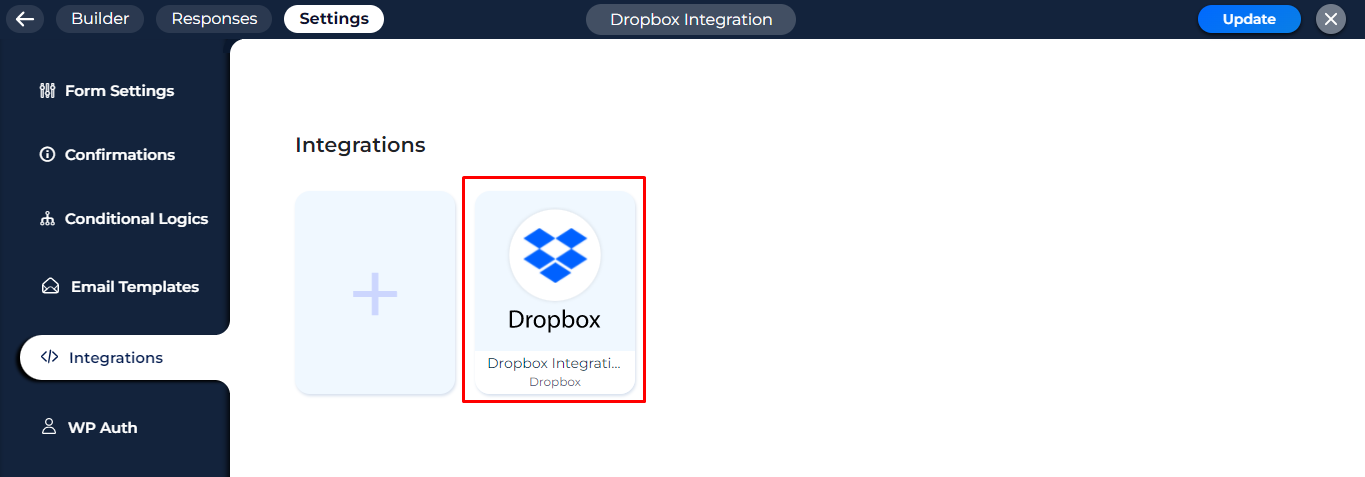 Builder
Responses
Settings
Dropbox Integration
Update
Form Settings
Confirmations
Conditional Logics
Email Templates
Integrations
WP Auth
Integrations
Dropbox
Dropbox Integrati...
Dropbox